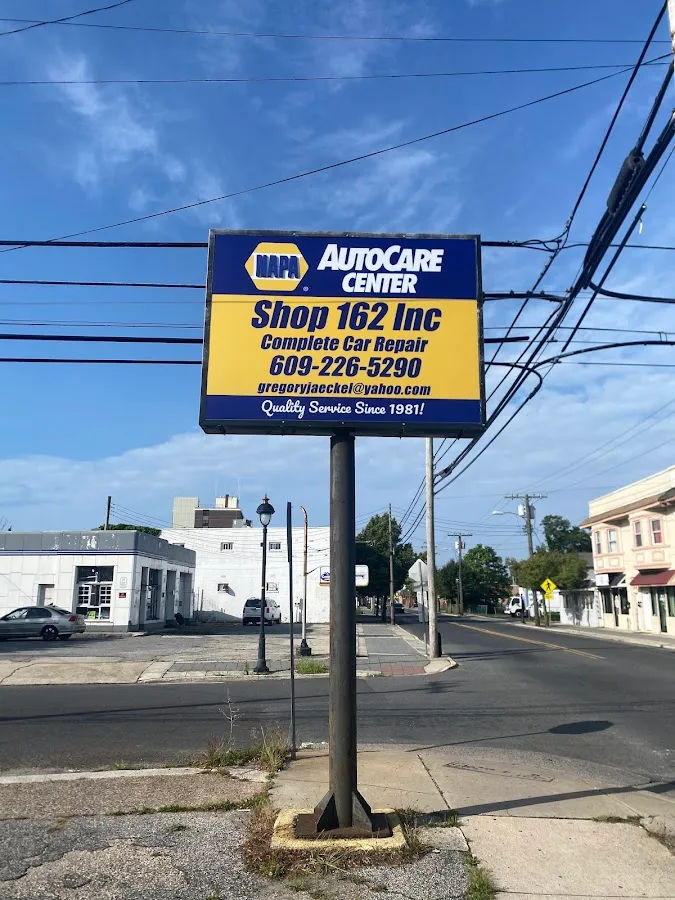 NAPA
AUTOCARE
CENTER
Shop 162 Inc
Complete Car Repair
609-226-5290
gregoryjaeckel@yahoo.com
Quality Service Since 1981!